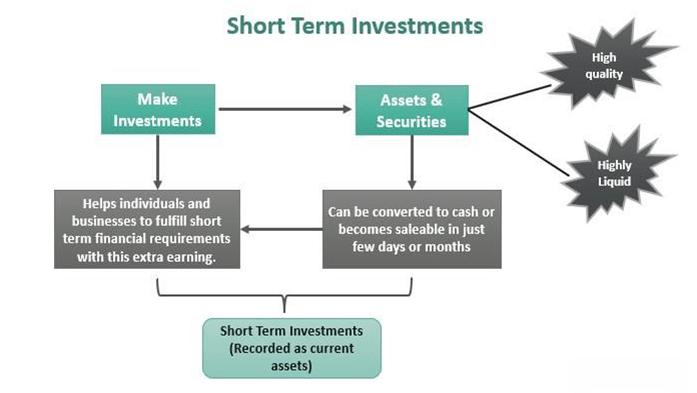 Short Term Investments
High
quality
Make
Investments
Assets &
Securities
Highly
Liquid
Helps individuals and
businesses to fulfill short
term financial requirements
with this extra earning.
Can be converted to cash or
becomes saleable in just
few days or months
Short Term Investments
(Recorded as current
assets)